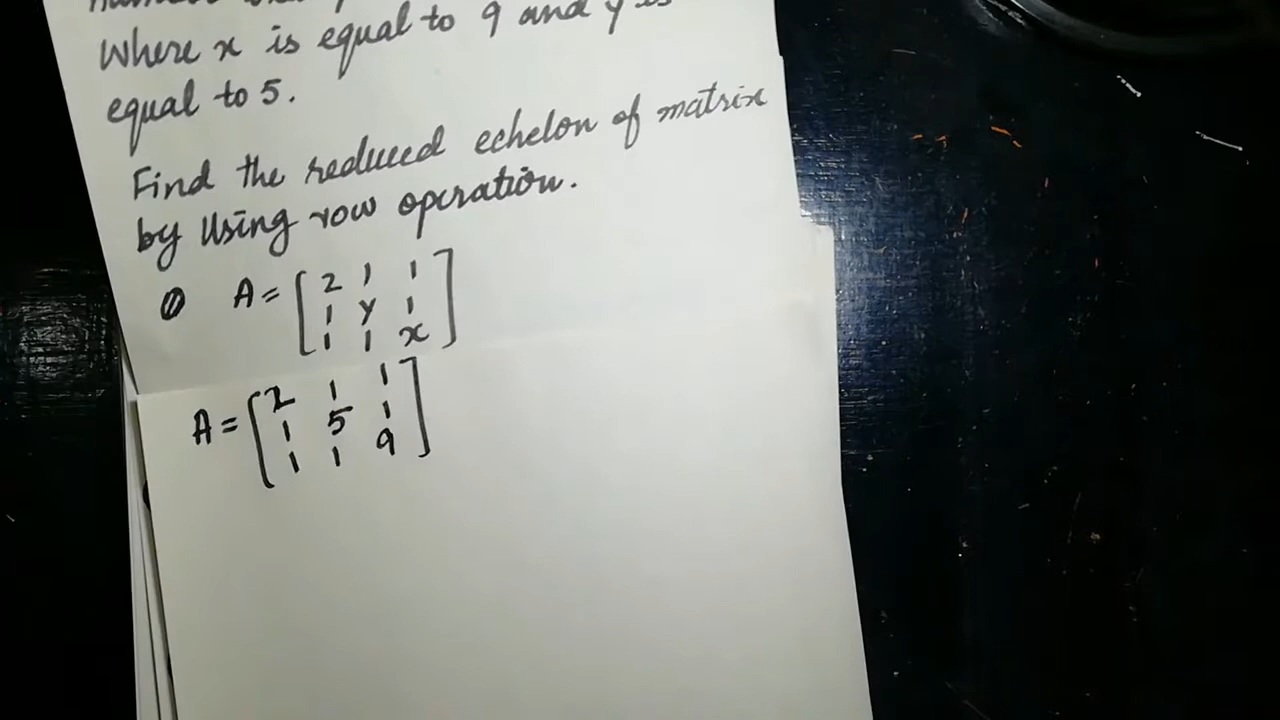 Where x is equal to 9 and y is
equal to 5.
Find the reduced echelon of matrix
by Using row operation.
A = [ 2 1 1
1 y 1
1 1 x ]
A = [ 2 1 1
1 5 1
1 1 9 ]